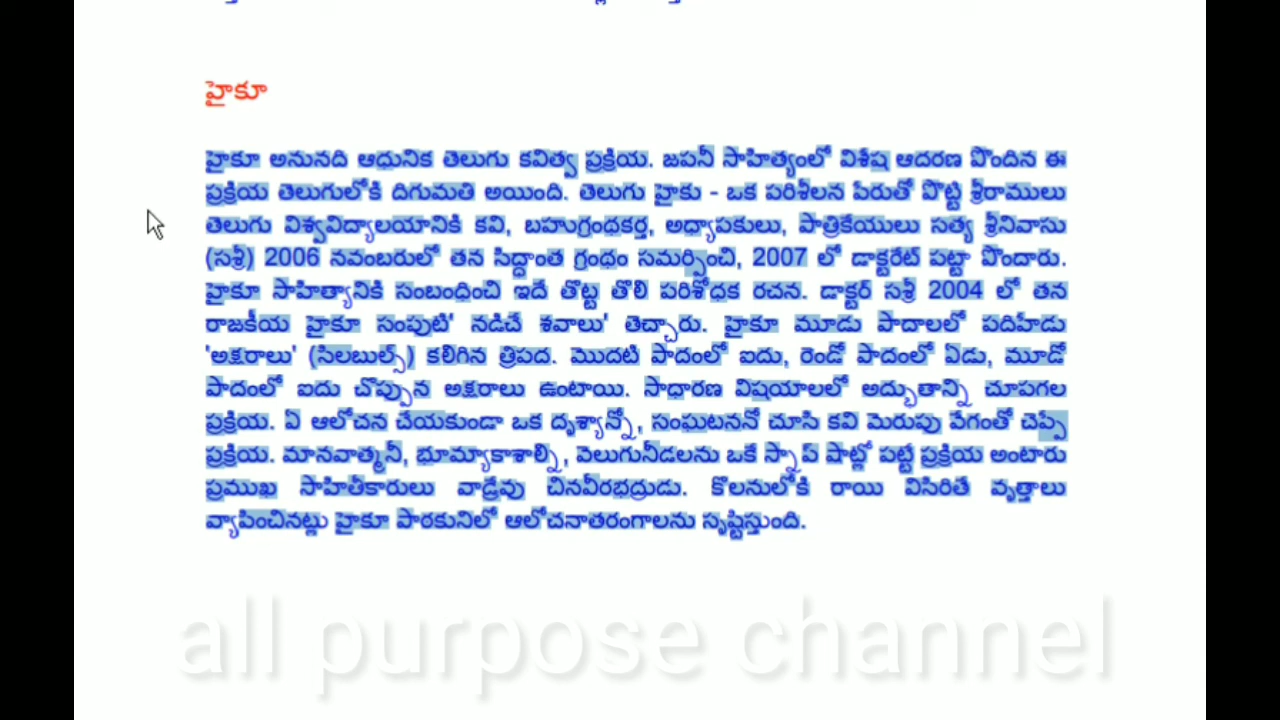 హైకూ
హైకూ అనునది ఆధునిక తెలుగు కవిత్వ ప్రక్రియ. జపనీ సాహిత్యంలో విశేష ఆదరణ పొందిన ఈ
ప్రక్రియ తెలుగులోకి దిగుమతి అయింది. తెలుగు హైకు - ఒక పరిశీలన పేరుతో పొట్టి శ్రీరాములు
తెలుగు విశ్వవిద్యాలయానికి కవి, బహుగ్రంధకర్త, అధ్యాపకులు, పాత్రికేయులు సత్య శ్రీనివాసు
(సశ్రీ) 2006 నవంబరులో తన సిద్ధాంత గ్రంధం సమర్పించి, 2007 లో డాక్టరేట్ పట్టా పొందారు.
హైకూ సాహిత్యానికి సంబంధించి ఇదే తొట్ట తొలి పరిశోధక రచన. డాక్టర్ సశ్రీ 2004 లో తన
రాజకీయ హైకూ సంపుటి' నడిచే శవాలు' తెచ్చారు. హైకూ మూడు పాదాలలో పదిహేడు
'అక్షరాలు' (సిలబుల్స్) కలిగిన త్రిపద. మొదటి పాదంలో ఐదు, రెండో పాదంలో ఏడు, మూడో
పాదంలో ఐదు చొప్పున అక్షరాలు ఉంటాయి. సాధారణ విషయాలలో అద్భుతాన్ని చూపగల
ప్రక్రియ. ఏ ఆలోచన చేయకుండా ఒక దృశ్యాన్నో, సంఘటననో చూసి కవి మెరుపు వేగంతో చెప్పే
ప్రక్రియ. మానవాత్మనీ, భూమ్యాకాశాల్ని, వెలుగునీడలను ఒకే స్నాప్ షాట్లో పట్టే ప్రక్రియ అంటారు
ప్రముఖ సాహితీకారులు వాడ్రేవు చినవీరభద్రుడు. కొలనులోకి రాయి విసిరితే వృత్తాలు
వ్యాపించినట్లు హైకూ పాఠకునిలో ఆలోచనాతరంగాలను సృష్టిస్తుంది.
all purpose channel